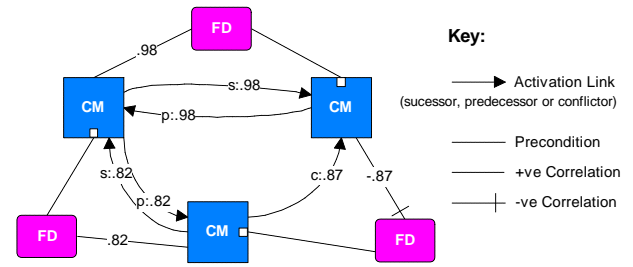 FD
.98
Key:
s:.98
CM
CM
p:.98
Activation Link
(sucessor, predecessor or conflictor)
Precondition
s:.82
c:.87
-.87
+ve Correlation
p:.82
-ve Correlation
FD
CM
FD
.82